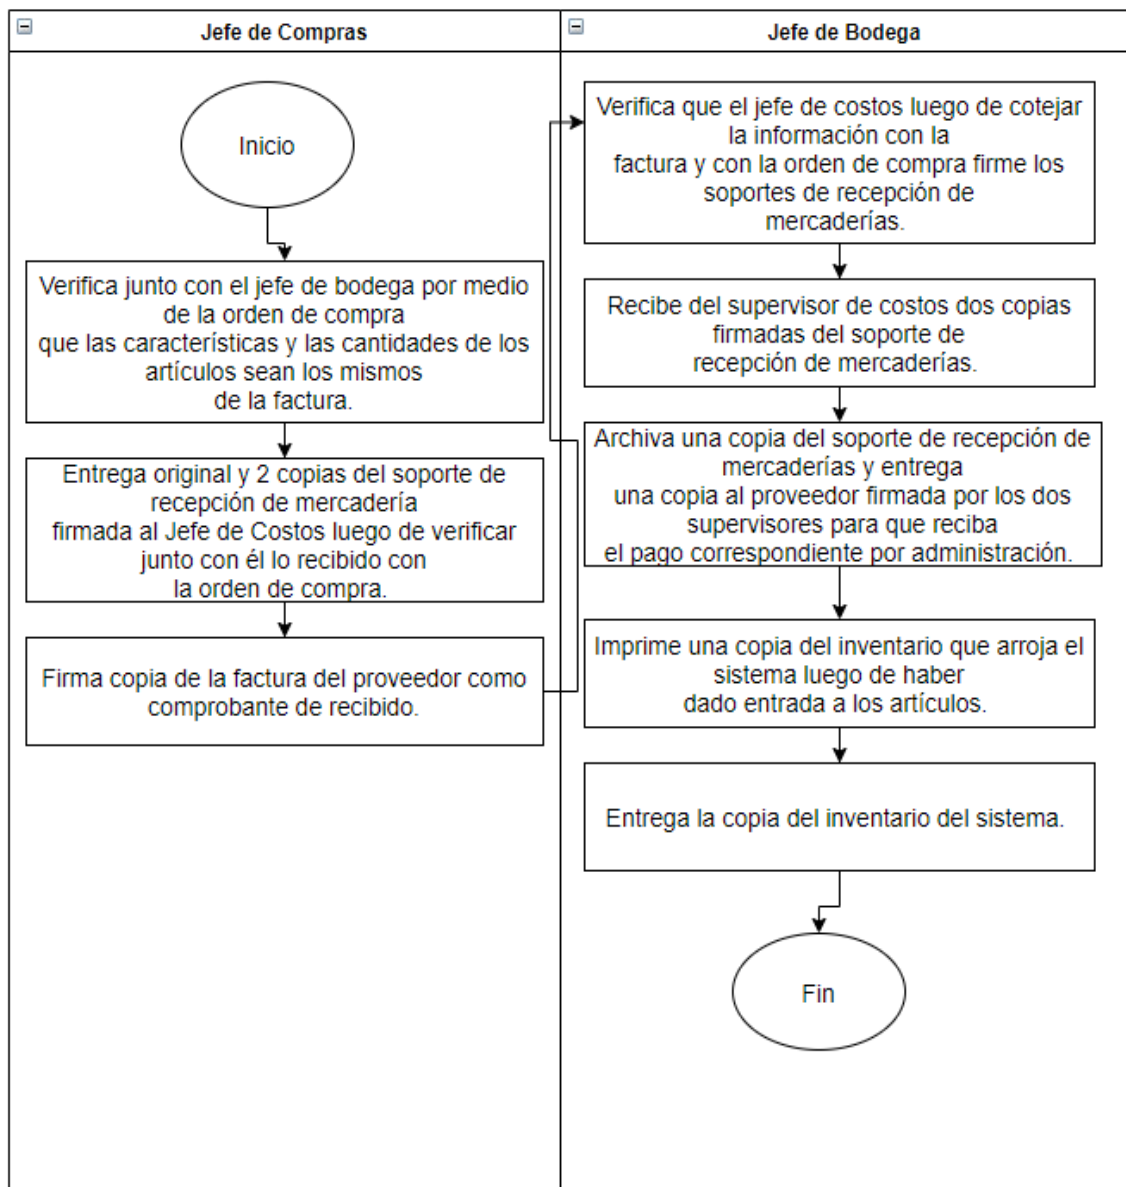 Jefe de Compras
Jefe de Bodega
Inicio
Verifica junto con el jefe de bodega por medio
de la orden de compra
que las características y las cantidades de los
artículos sean los mismos
de la factura.
Entrega original y 2 copias del soporte de
recepción de mercadería
firmada al Jefe de Costos luego de verificar
junto con él lo recibido con
la orden de compra.
Firma copia de la factura del proveedor como
comprobante de recibido.
Verifica que el jefe de costos luego de cotejar
la información con la
factura y con la orden de compra firme los
soportes de recepción de
mercaderías.
Recibe del supervisor de costos dos copias
firmadas del soporte de
recepción de mercaderías.
Archiva una copia del soporte de recepción de
mercaderías y entrega
una copia al proveedor firmada por los dos
supervisores para que reciba
el pago correspondiente por administración.
Imprime una copia del inventario que arroja el
sistema luego de haber
dado entrada a los artículos.
Entrega la copia del inventario del sistema.
Fin